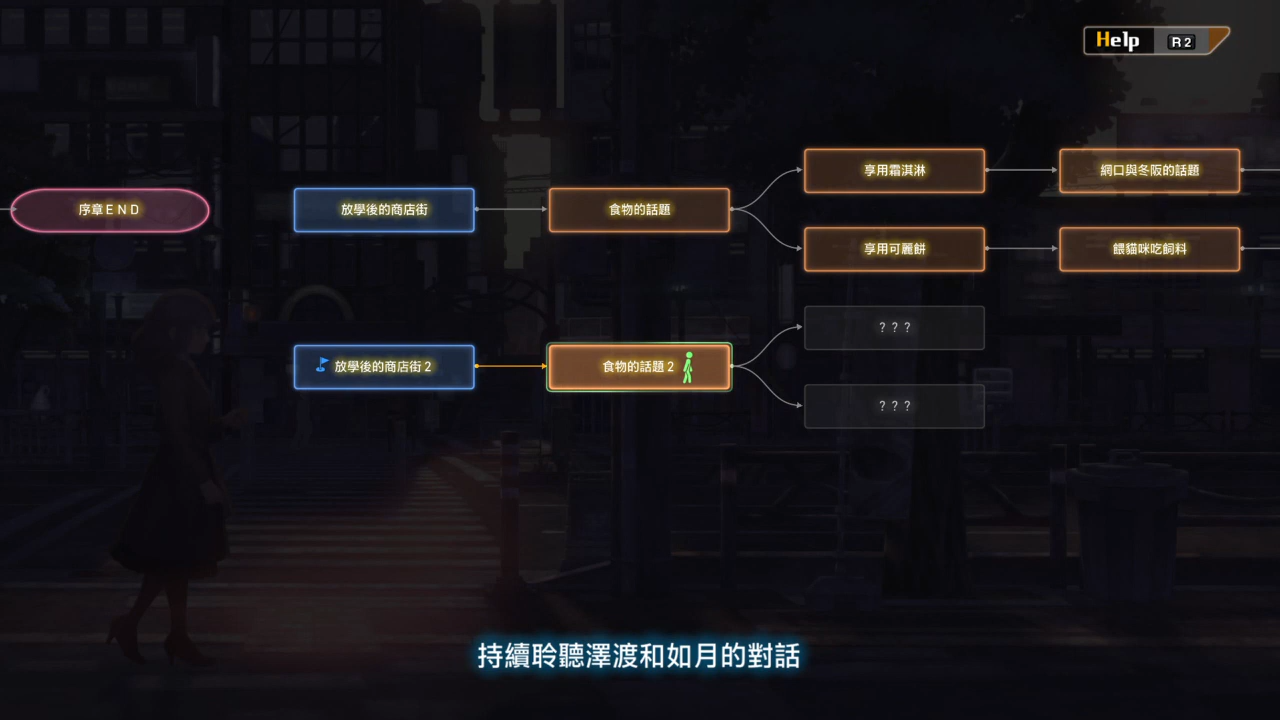 Help R2
享用霜淇淋
網口與冬阪的話題
序章END
放學後的商店街
食物的話題
享用可麗餅
餵貓咪吃飼料
???
放學後的商店街2
食物的話題2
???
持續聆聽澤渡和如月的對話